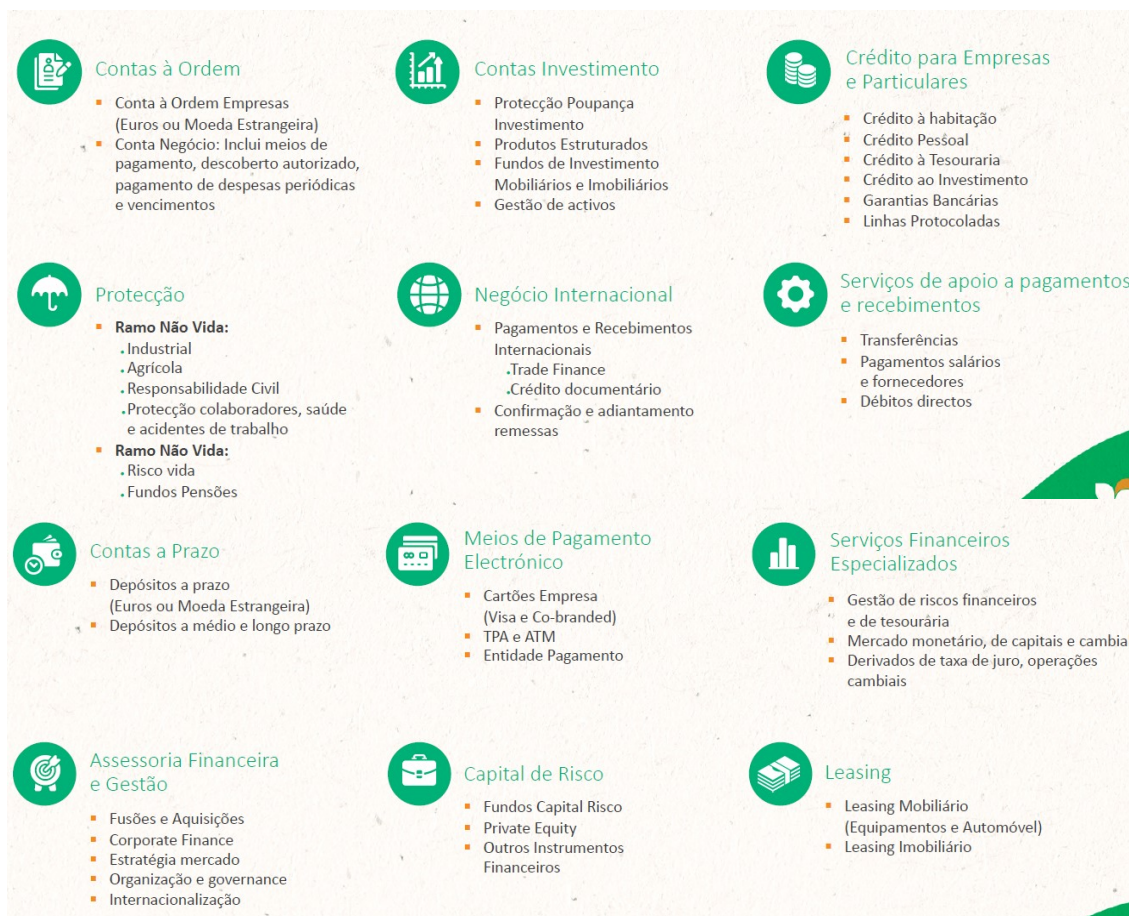 Contas à Ordem
Conta à Ordem Empresas
(Euros ou Moeda Estrangeira)
Conta Negócio: Inclui meios de
pagamento, descoberto autorizado,
pagamento de despesas periódicas
e vencimentos
Contas Investimento
Protecção Poupança
Investimento
Produtos Estruturados
Fundos de Investimento
Mobiliários e Imobiliários
Gestão de activos
Crédito para Empresas
e Particulares
Crédito à habitação
Crédito Pessoal
Crédito à Tesouraria
Crédito ao Investimento
Garantias Bancárias
Linhas Protocoladas
Protecção
Ramo Não Vida:
Industrial
Agrícola
Responsabilidade Civil
Protecção colaboradores, saúde
e acidentes de trabalho
Ramo Não Vida:
Risco vida
Fundos Pensões
Negócio Internacional
Pagamentos e Recebimentos
Internacionais
Trade Finance
Crédito documentário
Confirmação e adiantamento
remessas
Serviços de apoio a pagamentos
e recebimentos
Transferências
Pagamentos salários
e fornecedores
Débitos directos
Contas a Prazo
Depósitos a prazo
(Euros ou Moeda Estrangeira)
Depósitos a médio e longo prazo
Meios de Pagamento
Electrónico
Cartões Empresa
(Visa e Co-branded)
TPA e ATM
Entidade Pagamento
Serviços Financeiros
Especializados
Gestão de riscos financeiros
e de tesouraria
Mercado monetário, de capitais e cambia
Derivados de taxa de juro, operações
cambiais
Assessoria Financeira
e Gestão
Fusões e Aquisições
Corporate Finance
Estratégia mercado
Organização e governance
Internacionalização
Capital de Risco
Fundos Capital Risco
Private Equity
Outros Instrumentos
Financeiros
Leasing
Leasing Mobiliário
(Equipamentos e Automóvel)
Leasing Imobiliário